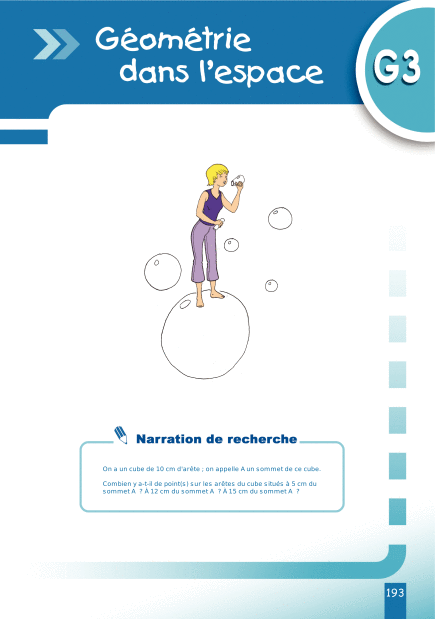 Géométrie
dans l'espace
G3
Narration de recherche
On a un cube de 10 cm d'arête ; on appelle A un sommet de ce cube.
Combien y a-t-il de point(s) sur les arêtes du cube situés à 5 cm du
sommet A ? À 12 cm du sommet A ? À 15 cm du sommet A ?
193